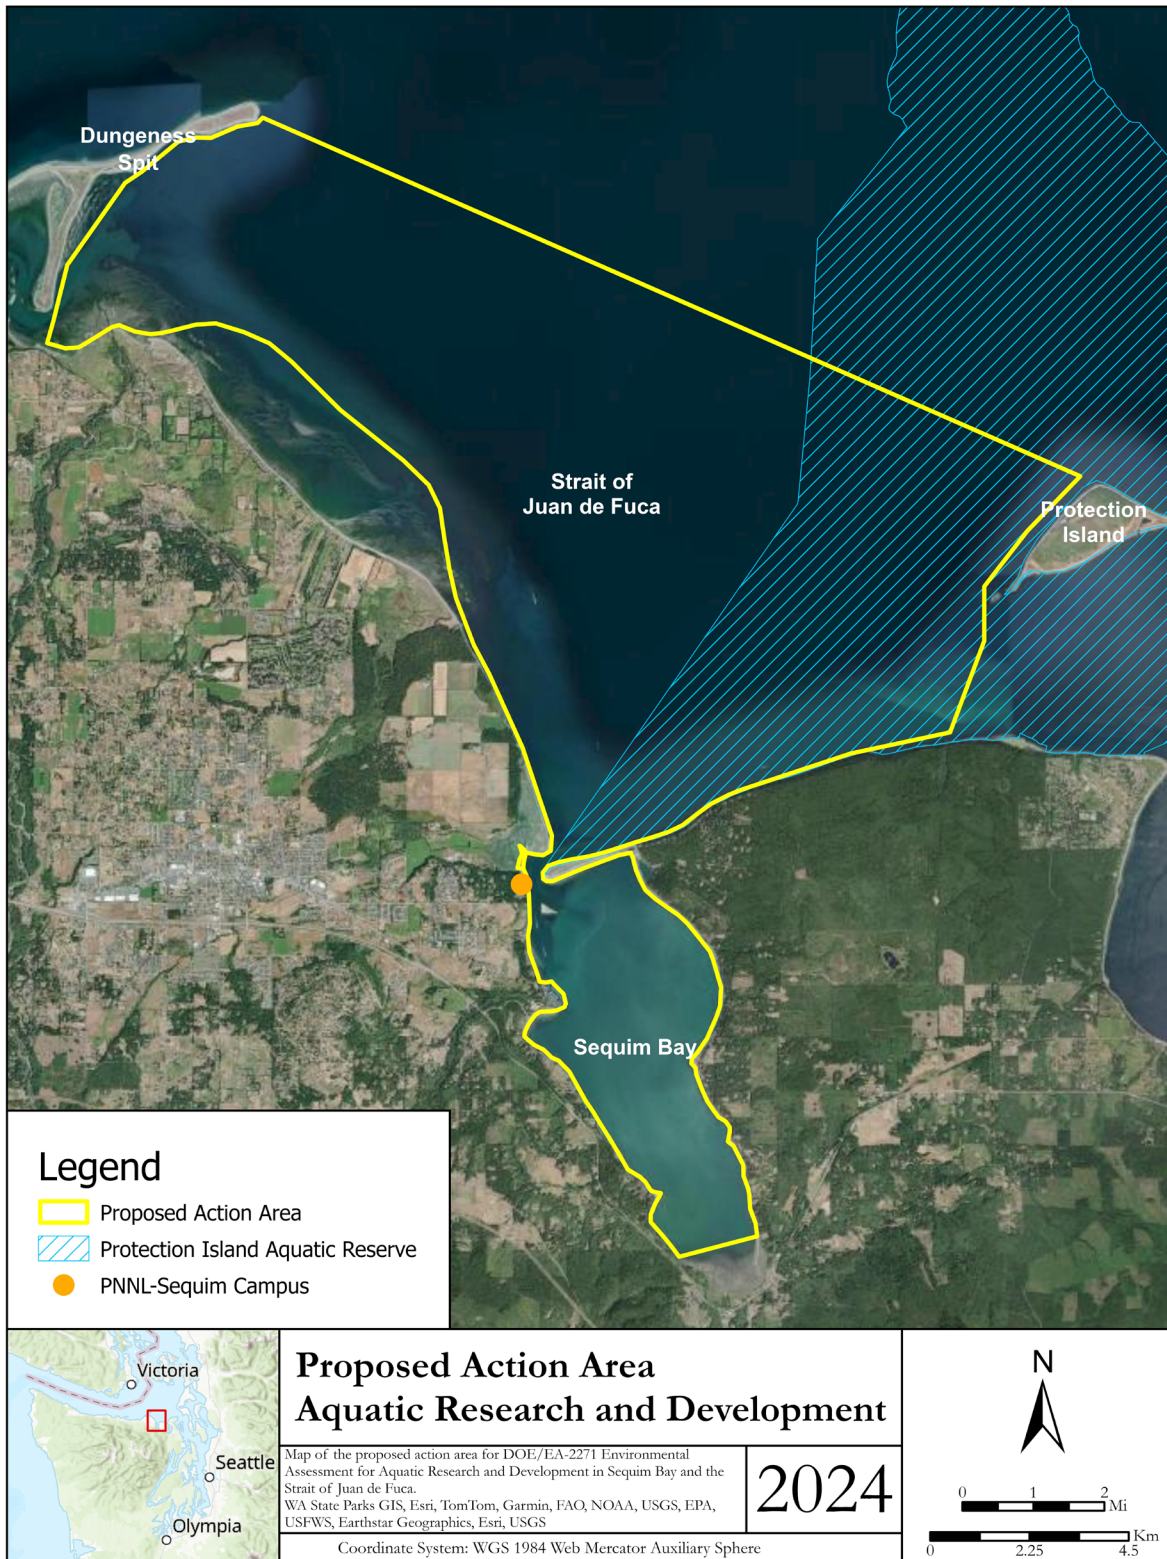 Dungeness
Spit
Strait of
Juan de Fuca
Protection
Island
Sequim Bay
Legend
Proposed Action Area
Protection Island Aquatic Reserve
PNNL-Sequim Campus
Victoria
Seattle
Olympia
Proposed Action Area
Aquatic Research and Development
Map of the proposed action area for DOE/EA-2271 Environmental
Assessment for Aquatic Research and Development in Sequim Bay and the
Strait of Juan de Fuca.
WA State Parks GIS, Esri, TomTom, Garmin, FAO, NOAA, USGS, EPA,
USFWS, Earthstar Geographics, Esri, USGS
2024
Coordinate System: WGS 1984 Web Mercator Auxiliary Sphere
N
0 1 2
Mi
Km
0 2.25 4.5